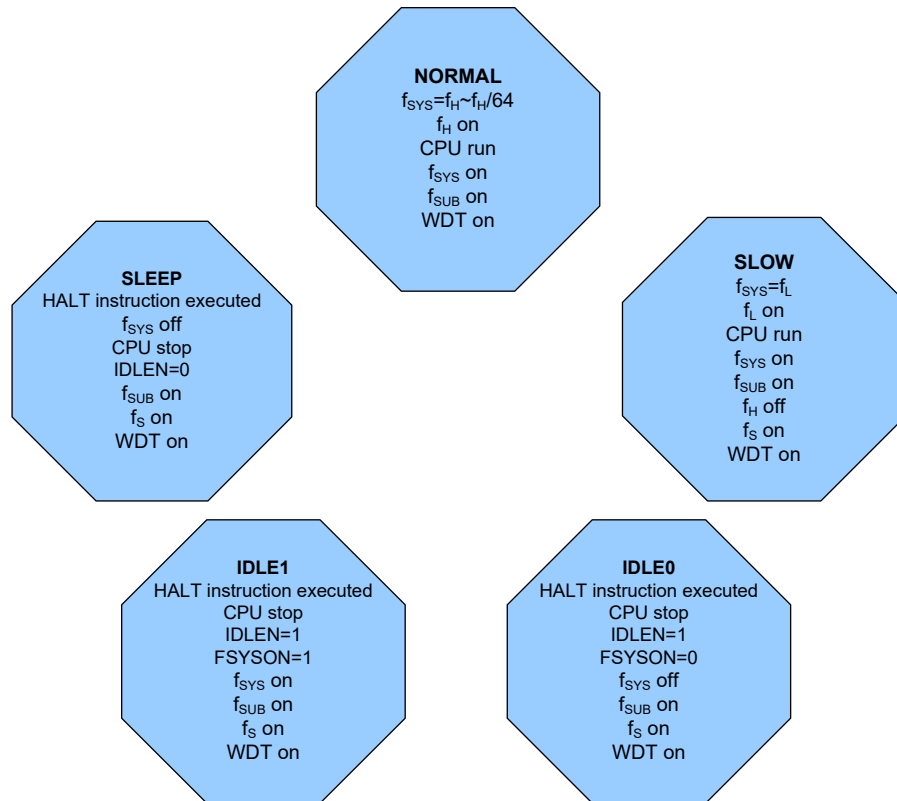 NORMAL
fSYS=fH~fH/64
fH on
CPU run
fSYS on
fSUB on
WDT on
SLEEP
HALT instruction executed
fSYS off
CPU stop
IDLEN=0
fSUB on
fS on
WDT on
SLOW
fSYS=fL
fL on
CPU run
fSYS on
fSUB on
fH off
fS on
WDT on
IDLE1
HALT instruction executed
CPU stop
IDLEN=1
FSYSON=1
fSYS on
fSUB on
fS on
WDT on
IDLE0
HALT instruction executed
CPU stop
IDLEN=1
FSYSON=0
fSYS off
fSUB on
fS on
WDT on